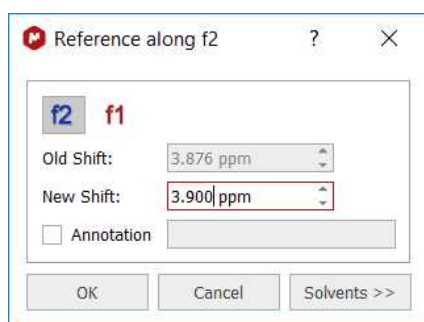 Reference along f2 ? ×
f2 f1
Old Shift: 3.876 ppm
New Shift: 3.900 ppm
Annotation
OK Cancel Solvents >>